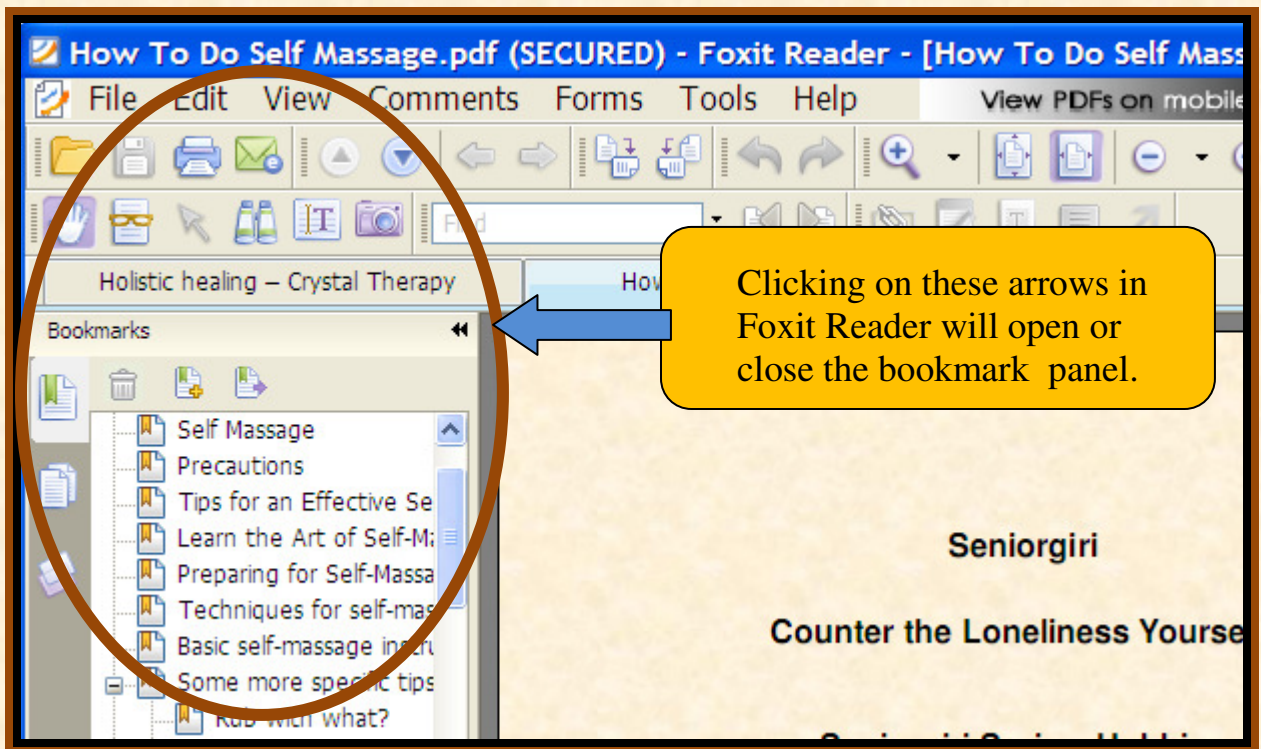 How To Do Self Massage.pdf (SECURED) - Foxit Reader - [How To Do Self Mass
File Edit View Comments Forms Tools Help View PDFs on mobile
Find
Holistic healing – Crystal Therapy How
Bookmarks
Clicking on these arrows in
Foxit Reader will open or
close the bookmark panel.
Self Massage
Precautions
Tips for an Effective Se
Learn the Art of Self-Ma
Preparing for Self-Massa
Techniques for self-mas
Basic self-massage instru
Some more specific tips
Rub with what?
Seniorgiri
Counter the Loneliness Yourse